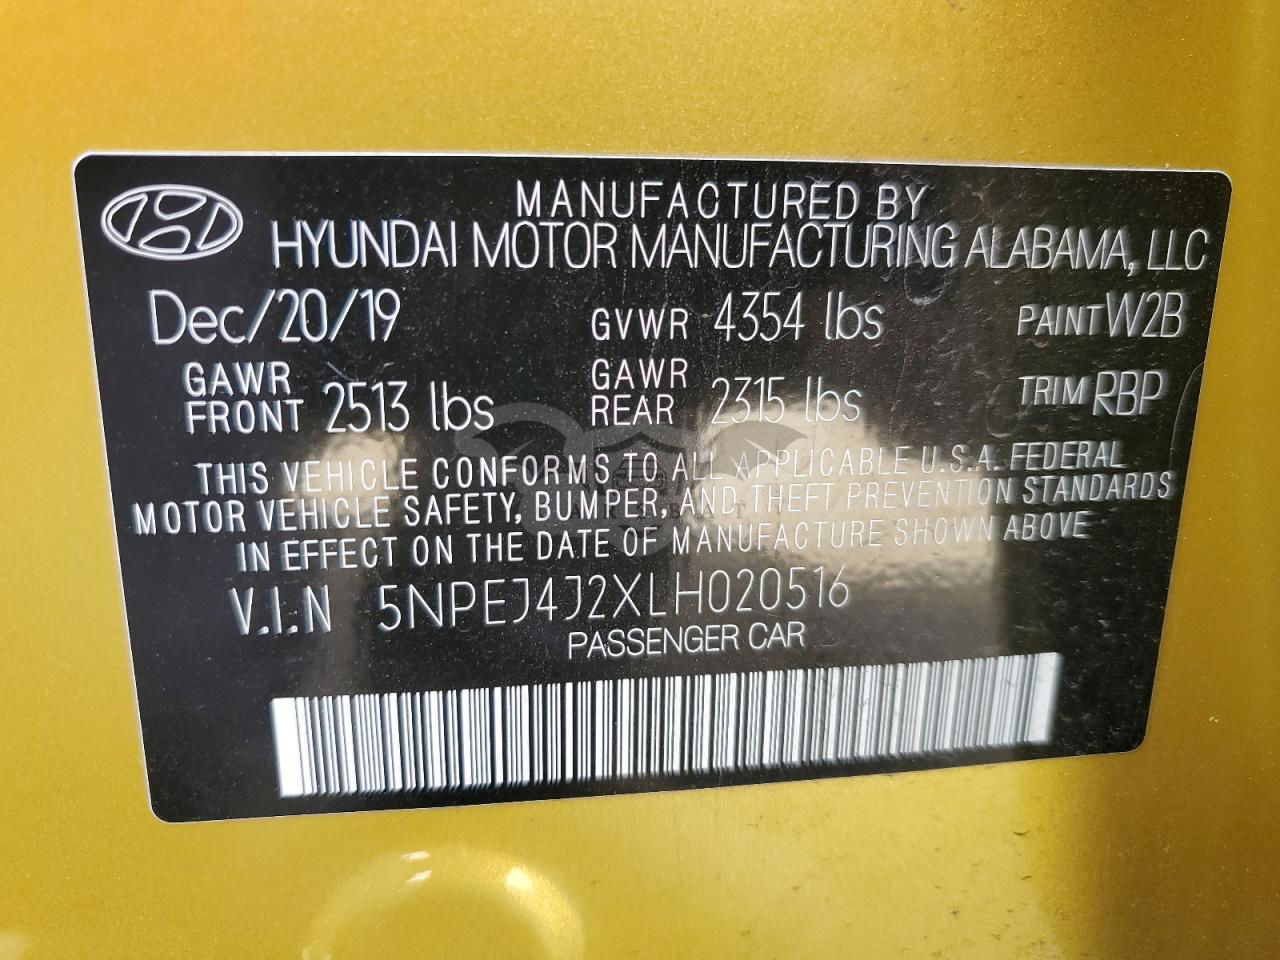 MANUFACTURED BY
HYUNDAI MOTOR MANUFACTURING ALABAMA, LLC
Dec/20/19 GVWR 4354 lbs PAINT W2B
GAWR FRONT 2513 lbs GAWR REAR 2315 lbs TRIM RBP
THIS VEHICLE CONFORMS TO ALL APPLICABLE U.S.A. FEDERAL
MOTOR VEHICLE SAFETY, BUMPER, AND THEFT PREVENTION STANDARDS
IN EFFECT ON THE DATE OF MANUFACTURE SHOWN ABOVE
V.I.N 5NPEJ4J2XLH020516
PASSENGER CAR